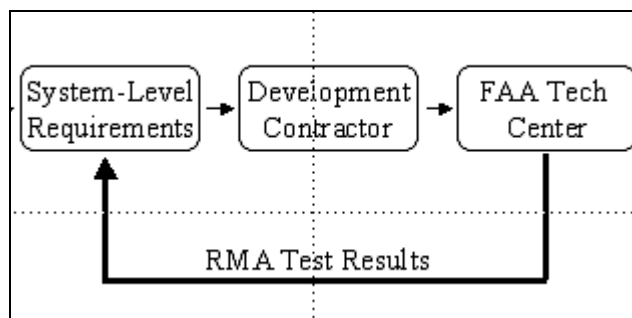 System-Level
Requirements
Development
Contractor
FAA Tech
Center
RMA Test Results